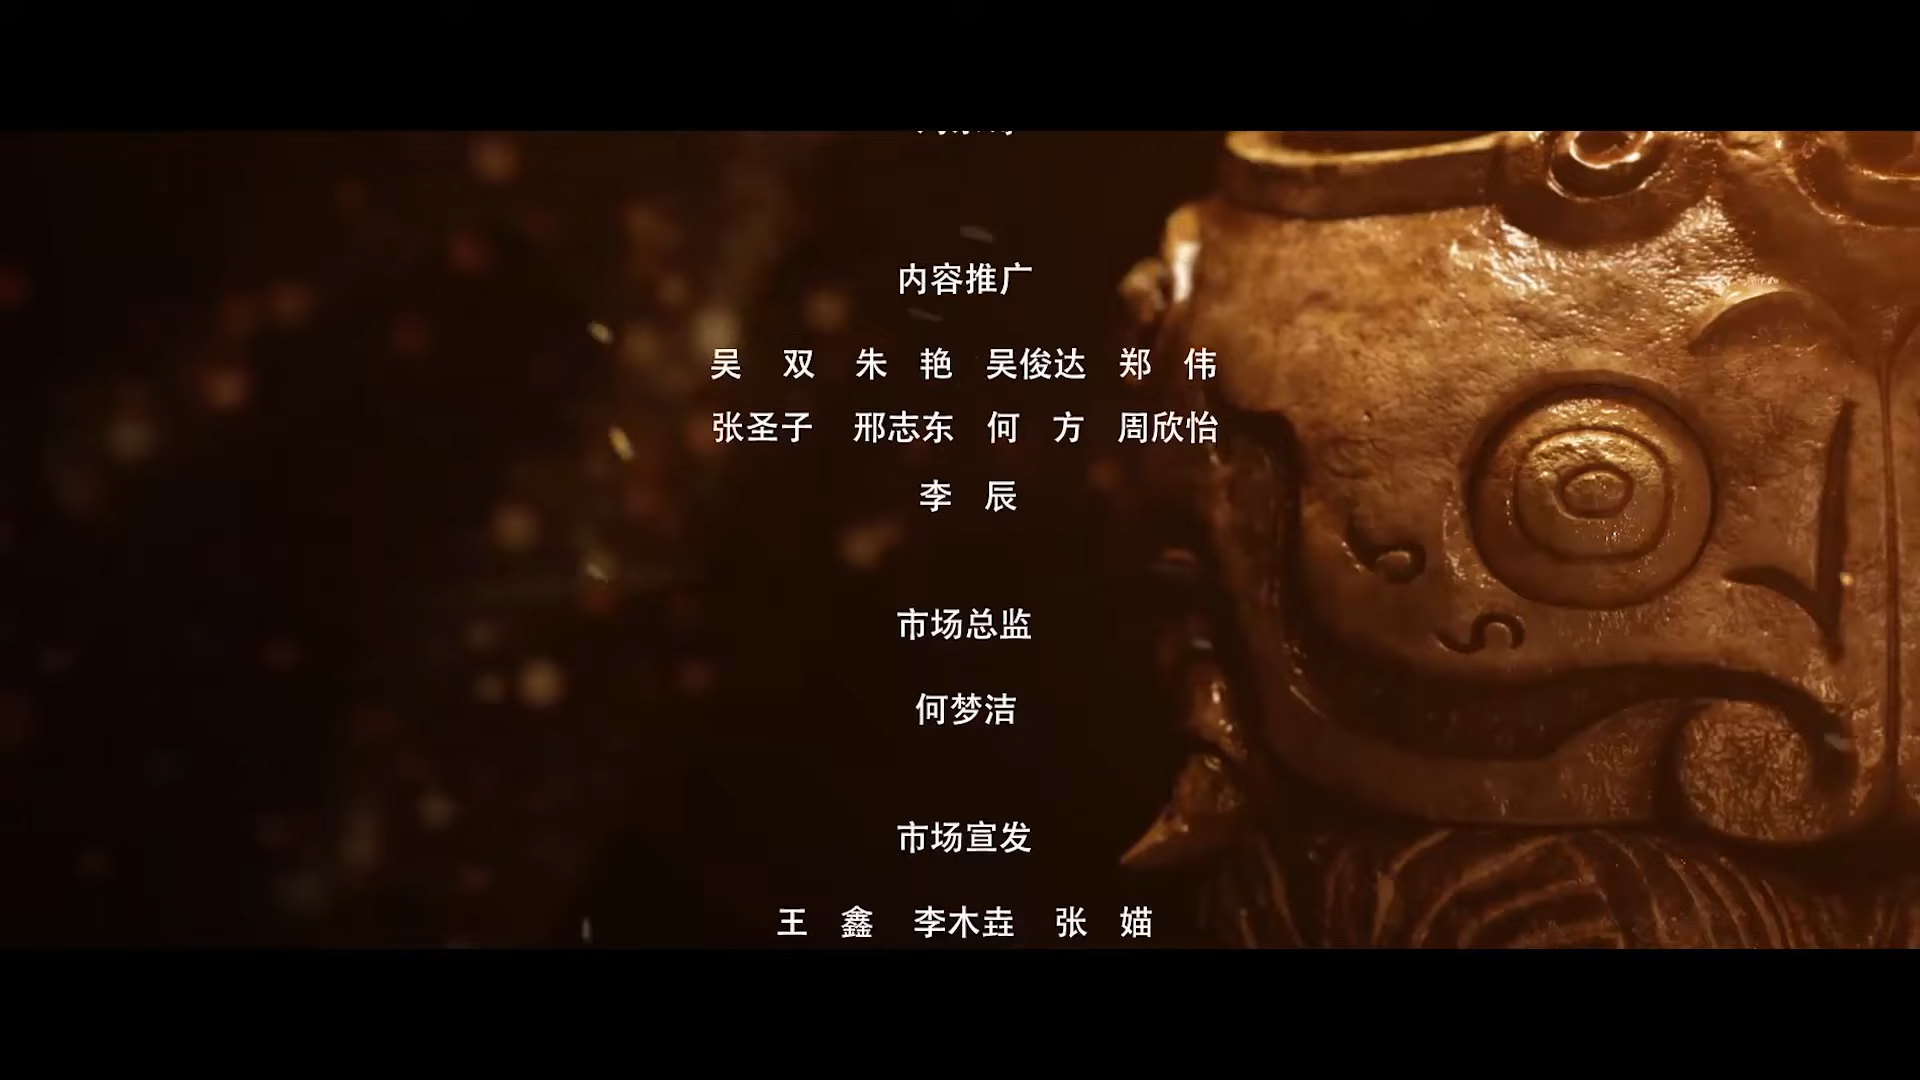 内容推广
吴 双 朱 艳 吴俊达 郑 伟
张圣子 邢志东 何 方 周欣怡
李 辰
市场总监
何梦洁
市场宣发
王 鑫 李木垚 张 媌